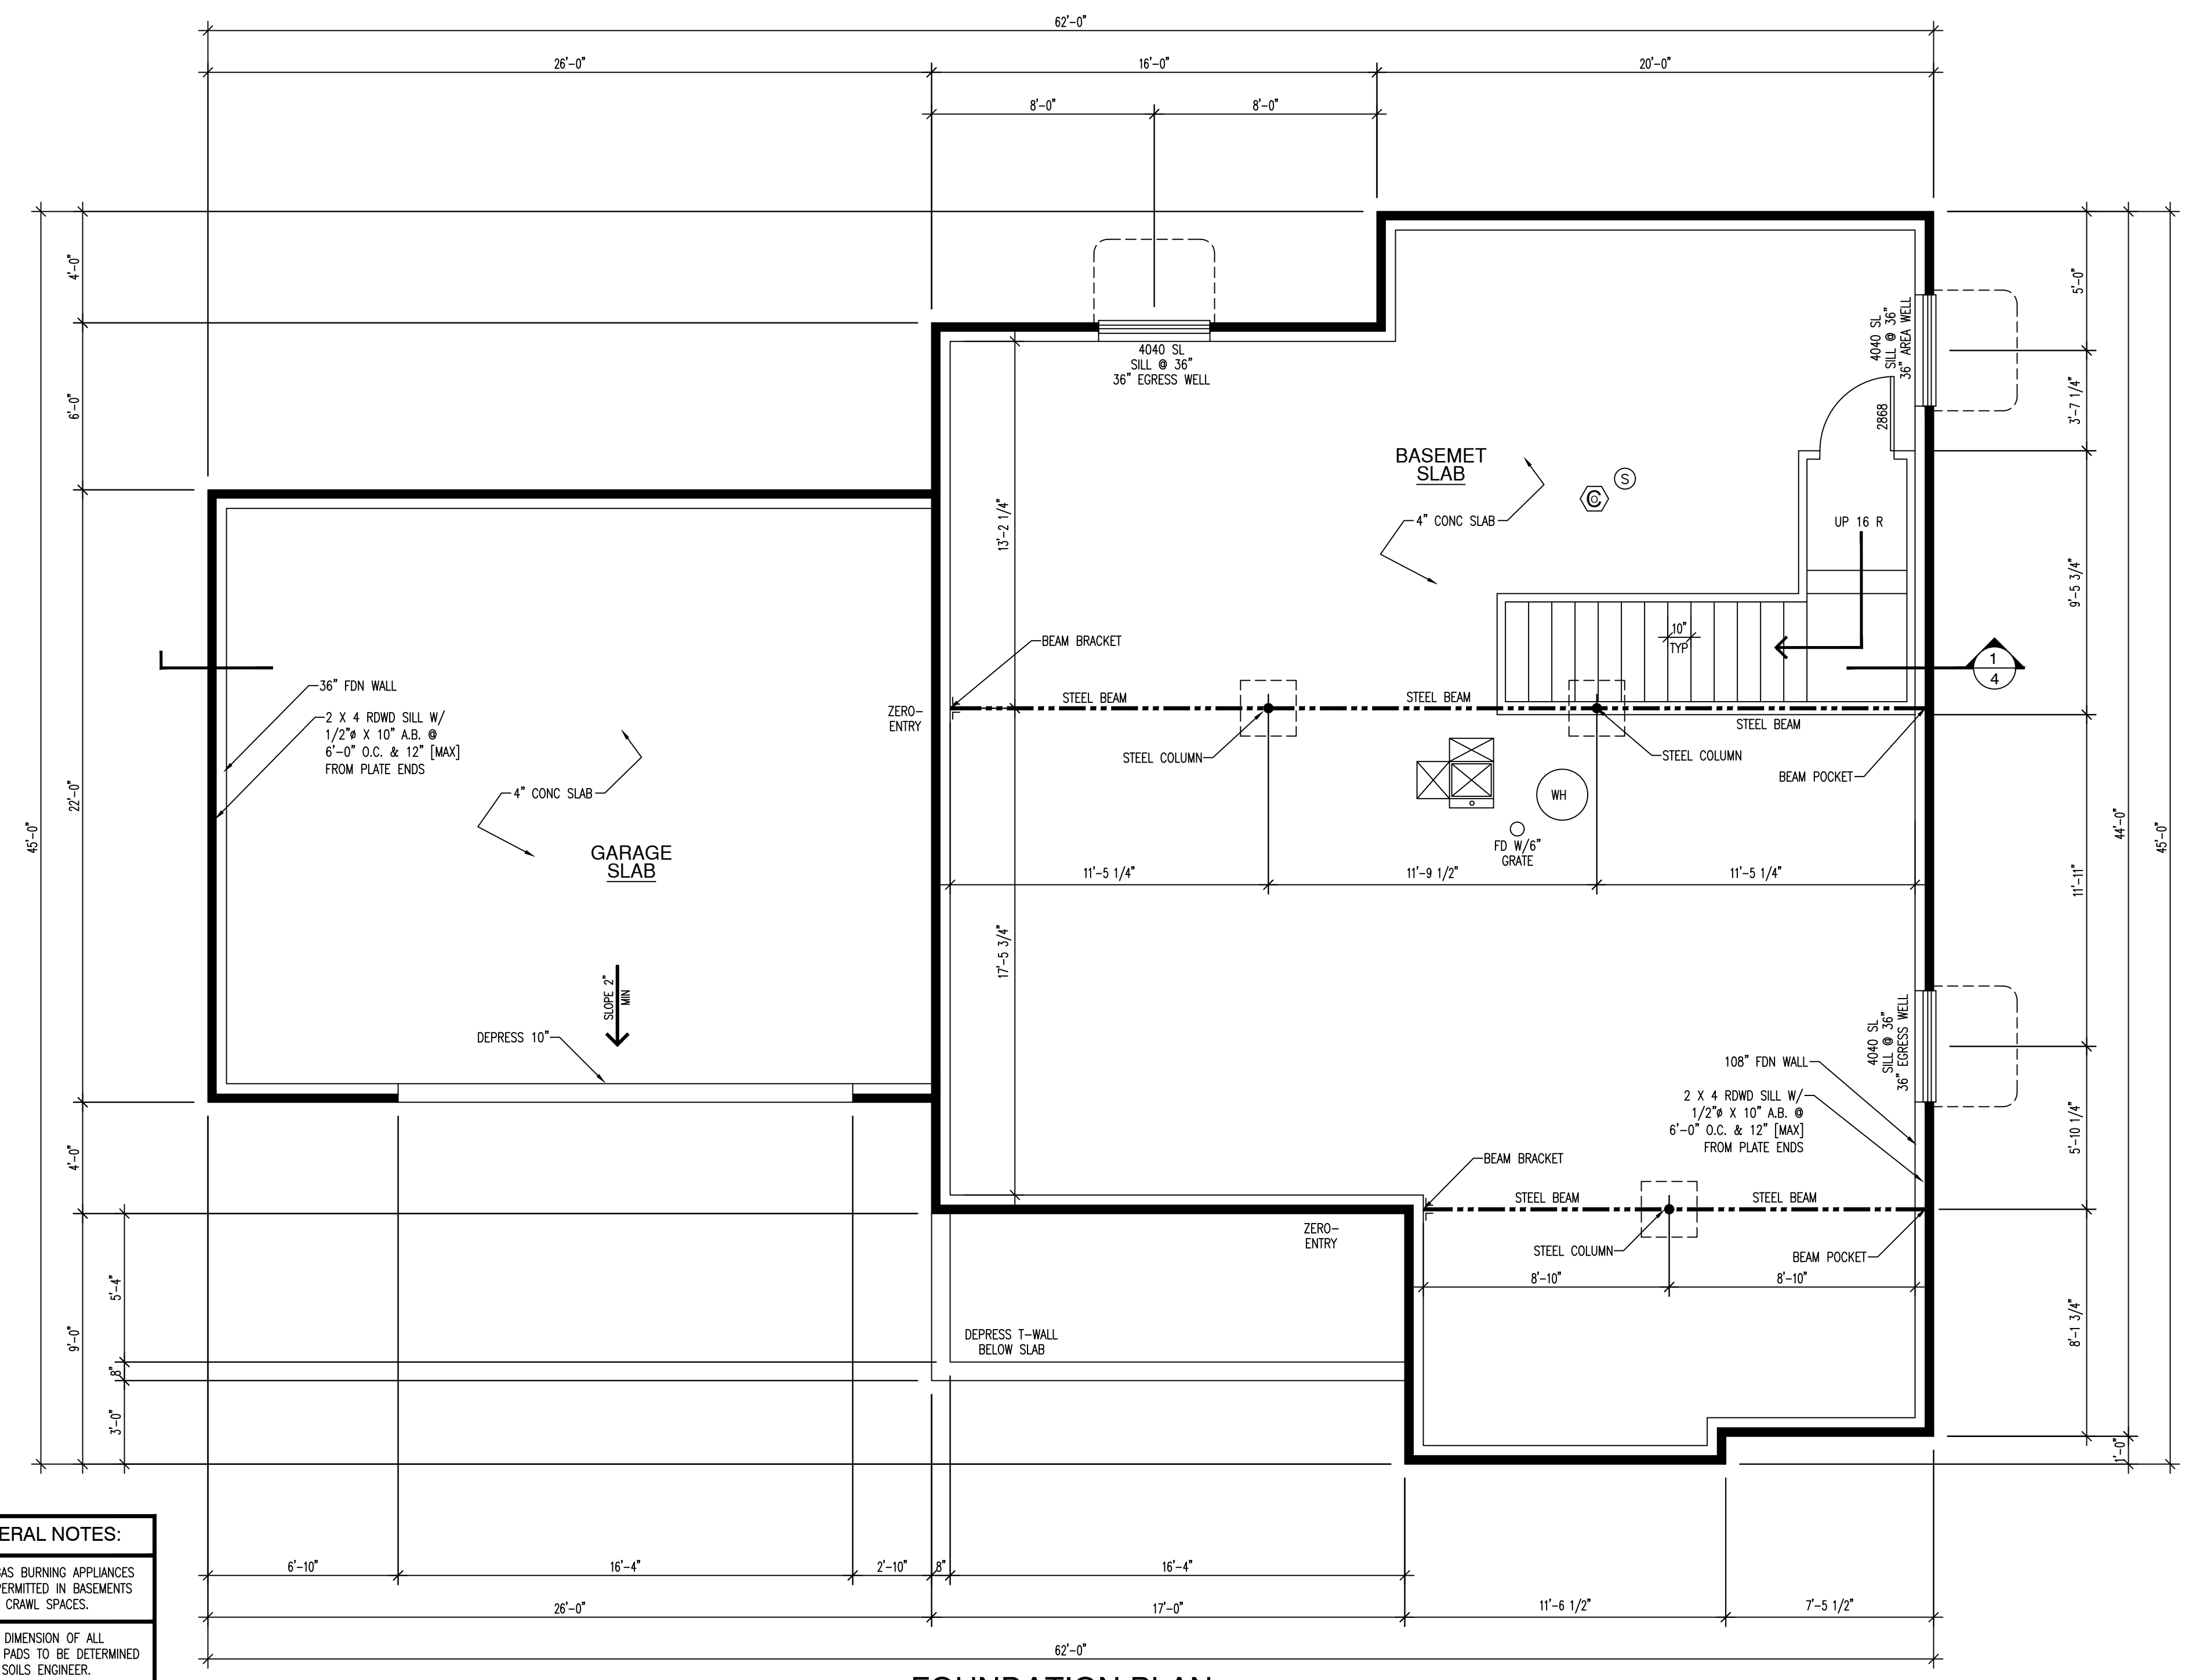 62'-0"
26'-0"
16'-0"
20'-0"
8'-0"
8'-0"
4'-0"
6'-0"
22'-0"
45'-0"
4'-0"
9'-0"
5'-4"
8"
3'-0"
5'-0"
3'-7 1/4"
9'-5 3/4"
11'-11"
5'-10 1/4"
8'-1 3/4"
44'-0"
1'-0"
45'-0"
4040 SL
SILL @ 36"
36" EGRESS WELL
4040 SL
SILL @ 36"
36" AREA WELL
2868
BASEMET
SLAB
4" CONC SLAB
C
O
S
UP 16 R
13'-2 1/4"
10"
TYP
1
4
BEAM BRACKET
STEEL BEAM
STEEL BEAM
STEEL BEAM
ZERO-
ENTRY
STEEL COLUMN
STEEL COLUMN
BEAM POCKET
36" FDN WALL
2 X 4 RDWD SILL W/
1/2"ø X 10" A.B. @
6'-0" O.C. & 12" [MAX]
FROM PLATE ENDS
4" CONC SLAB
GARAGE
SLAB
WH
FD W/6"
GRATE
11'-5 1/4"
11'-9 1/2"
11'-5 1/4"
17'-5 3/4"
SLOPE 2"
MIN
DEPRESS 10"
4040 SL
SILL @ 36"
36" EGRESS WELL
108" FDN WALL
2 X 4 RDWD SILL W/
1/2"ø X 10" A.B. @
6'-0" O.C. & 12" [MAX]
FROM PLATE ENDS
BEAM BRACKET
STEEL BEAM
STEEL BEAM
ZERO-
ENTRY
STEEL COLUMN
BEAM POCKET
8'-10"
8'-10"
DEPRESS T-WALL
BELOW SLAB
6'-10"
16'-4"
2'-10"
8"
16'-4"
26'-0"
17'-0"
11'-6 1/2"
7'-5 1/2"
62'-0"
NOTES:
BURNING APPLIANCES
IN BASEMENTS
CRAWL SPACES.
DIMENSION OF ALL
PADS TO BE DETERMINED
SOILS ENGINEER.
FOUNDATION PLAN